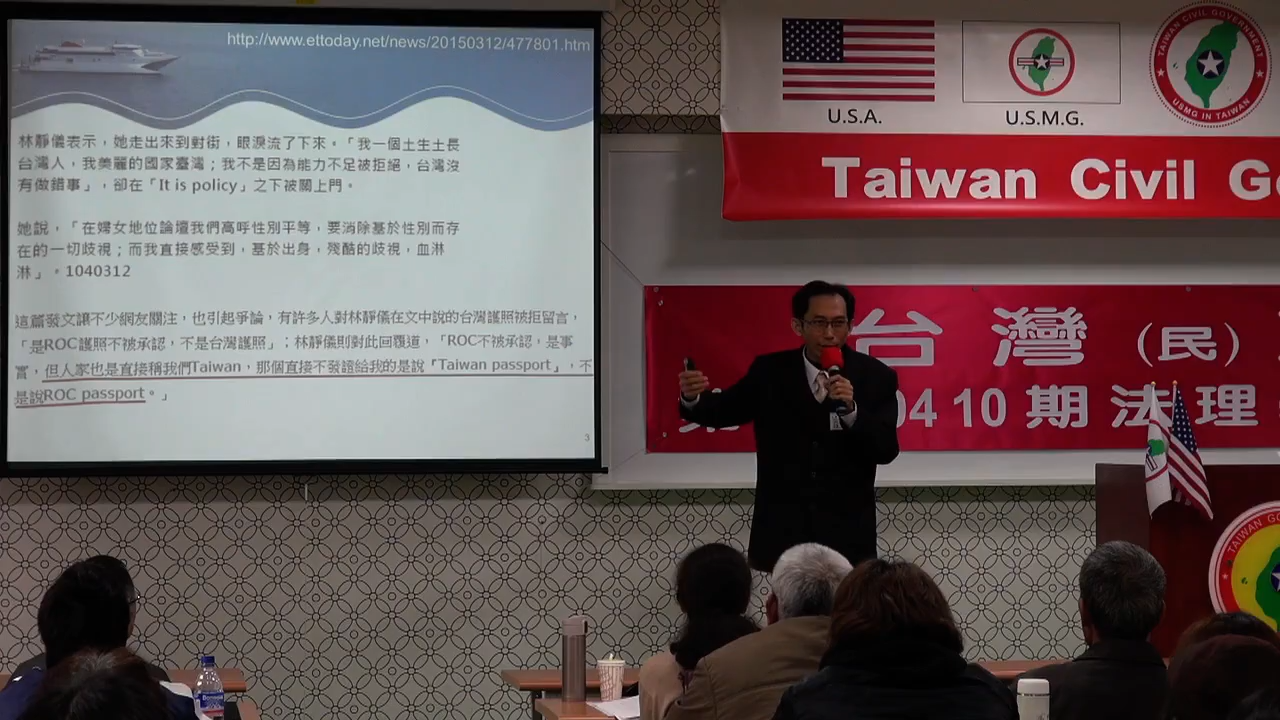 http://www.ettoday.net/news/20150312/477801.htm
林靜儀表示，她走出來到對街，眼淚流了下來。「我一個土生土長
台灣人，我美麗的國家臺灣；我不是因為能力不足被拒絕，台灣沒
有做錯事」，卻在「It is policy」之下被關上門。
她說，「在婦女地位論壇我們高呼性別平等，要消除基於性別而存
在的一切歧視；而我直接感受到，基於出身，殘酷的歧視，血淋
淋」。1040312
這篇發文讓不少網友關注，也引起爭論，有許多人對林靜儀在文中說的台灣護照被拒留言，
「是ROC護照不被承認，不是台灣護照」；林靜儀則對此回覆道，「ROC不被承認，是事
實，但人家也是直接稱我們Taiwan，那個直接不發證給我的是說『Taiwan passport』，不
是說ROC passport。」
3
U.S.A.
U.S.M.G.
TAIWAN CIVIL GOVERNMENT
USMG IN TAIWAN
Taiwan Civil G
台灣（民）
04 10 期 法 理
TAIWAN GO